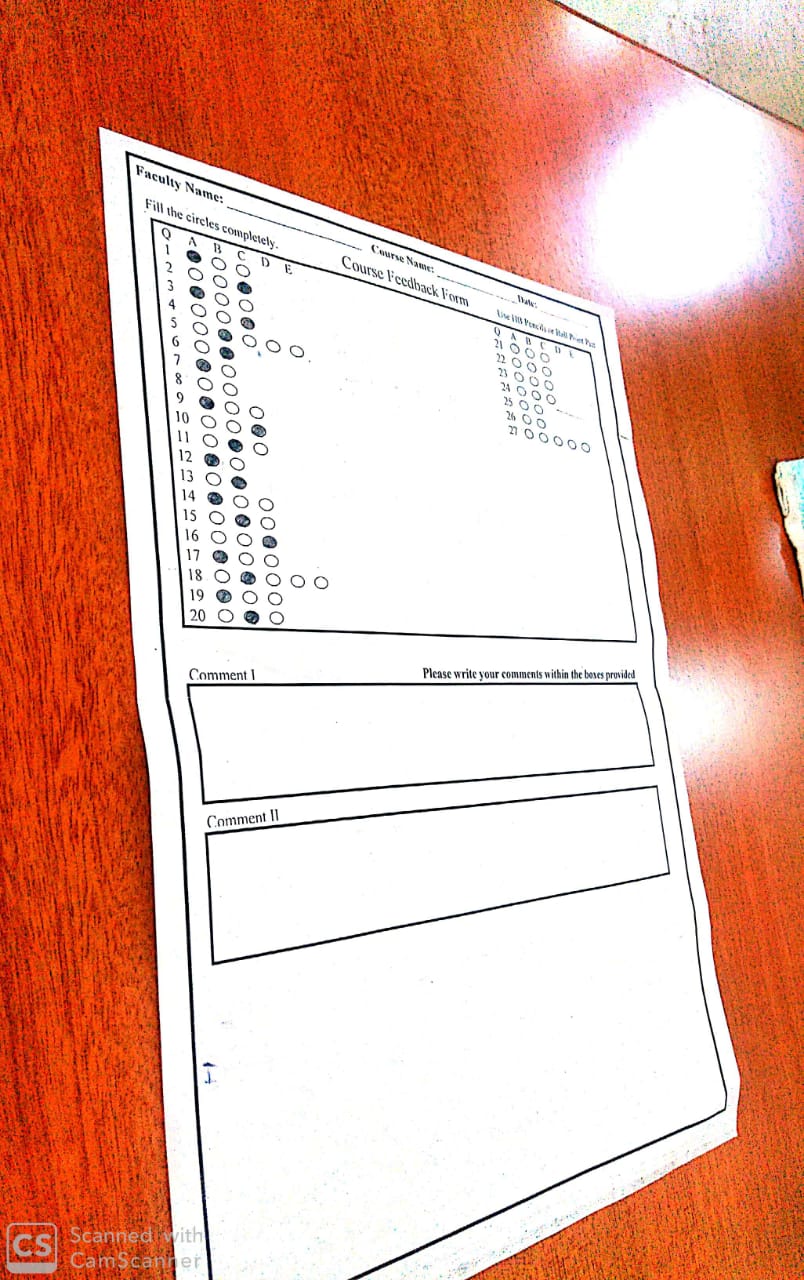 Faculty Name:
Course Name:
Date:
Fill the circles completely.
Course Feedback Form
Use HB Pencils or Ball Point Pen
Q A B C D E
1
2
3
4
5
6
7
8
9
10
11
12
13
14
15
16
17
18
19
20
Q A B C D E
21
22
23
24
25
26
27
Comment I
Please write your comments within the boxes provided
Comment II
I
CS Scanned with
CamScanner